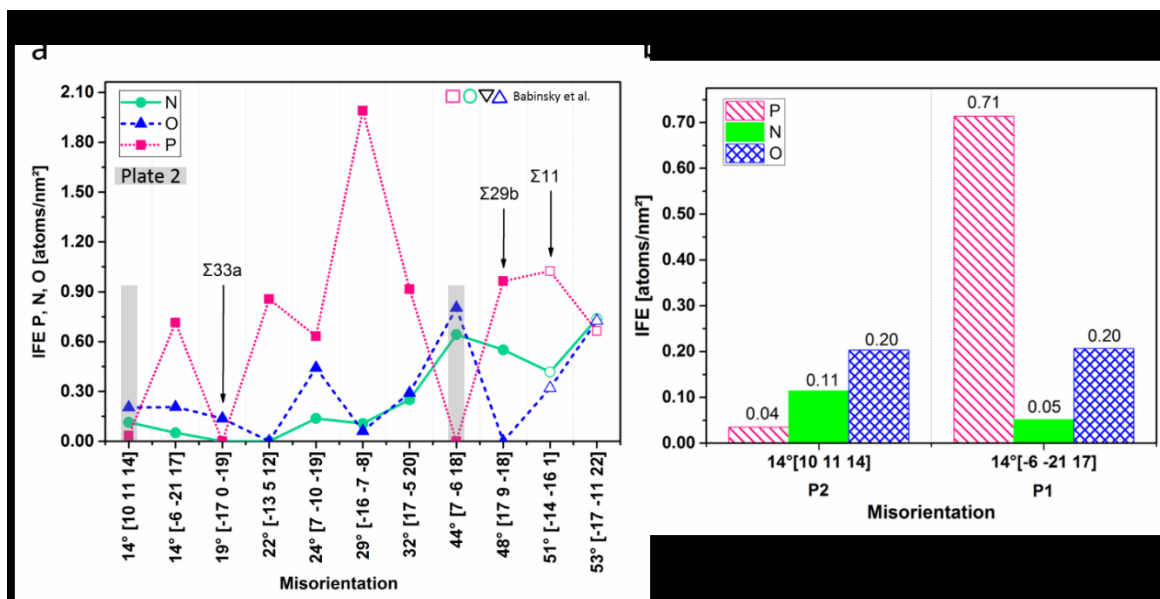 a
2.10
1.80
1.50
1.20
0.90
0.60
0.30
0.00
IFE P, N, O [atoms/nm²]
N
O
P
Plate 2
Babinsky et al.
Σ33a
Σ29b
Σ11
14° [10 11 14]
14° [-6 -21 17]
19° [-17 0 -19]
22° [-13 5 12]
24° [7 -10 -19]
29° [-16 -7 -8]
32° [17 -5 20]
44° [7 -6 18]
48° [17 9 -18]
51° [-14 -16 1]
53° [-17 -11 22]
Misorientation
0.70
0.60
0.50
0.40
0.30
0.20
0.10
0.00
IFE [atoms/nm²]
P
N
O
0.04
0.11
0.20
0.71
0.05
0.20
14°[10 11 14]
14°[-6 -21 17]
P2
P1
Misorientation